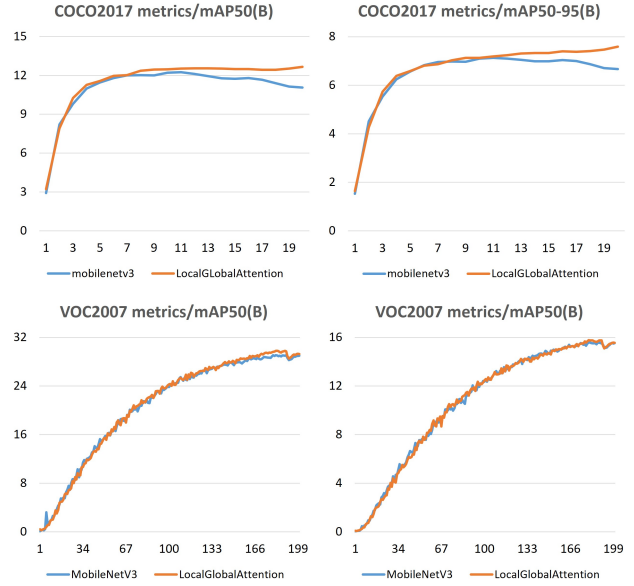 COCO2017 metrics/mAP50(B)
15
12
9
6
3
0
1 3 5 7 9 11 13 15 17 19
mobilenetv3 LocalGLobalAttention
COCO2017 metrics/mAP50-95(B)
8
6
4
2
0
1 3 5 7 9 11 13 15 17 19
mobilenetv3 LocalGLobalAttention
VOC2007 metrics/mAP50(B)
32
24
16
8
0
1 34 67 100 133 166 199
MobileNetV3 LocalGlobalAttention
VOC2007 metrics/mAP50(B)
16
12
8
4
0
1 34 67 100 133 166 199
MobileNetV3 LocalGlobalAttention